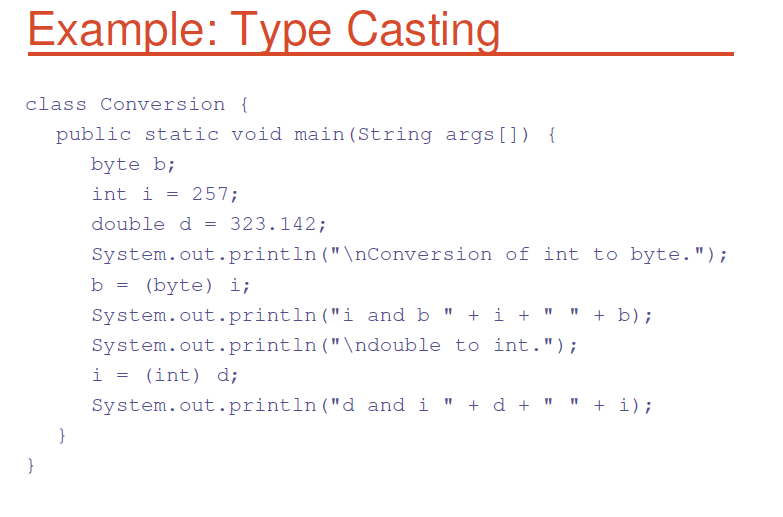 Example: Type Casting
class Conversion {
public static void main(String args[]) {
byte b;
int i = 257;
double d = 323.142;
System.out.println("\nConversion of int to byte.");
b = (byte) i;
System.out.println("i and b " + i + " " + b);
System.out.println("\ndouble to int.");
i = (int) d;
System.out.println("d and i " + d + " " + i);
}
}